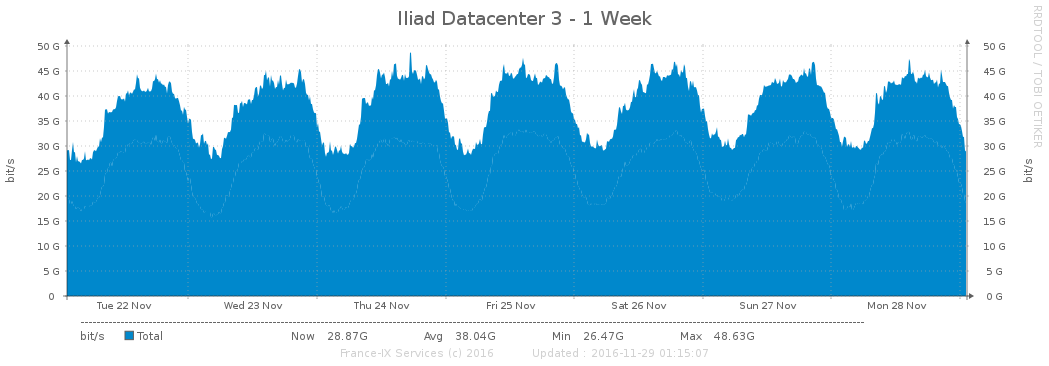 Iliad Datacenter 3 - 1 Week
RRDTOOL / TOBI OETIKER
50 G 50 G
45 G 45 G
40 G 40 G
35 G 35 G
30 G 30 G
25 G 25 G
20 G 20 G
15 G 15 G
10 G 10 G
5 G 5 G
0 0 G
bit/s bit/s
Tue 22 Nov Wed 23 Nov Thu 24 Nov Fri 25 Nov Sat 26 Nov Sun 27 Nov Mon 28 Nov
bit/s Total Now 28.87G Avg 38.04G Min 26.47G Max 48.63G
France-IX Services (c) 2016 Updated : 2016-11-29 01:15:07